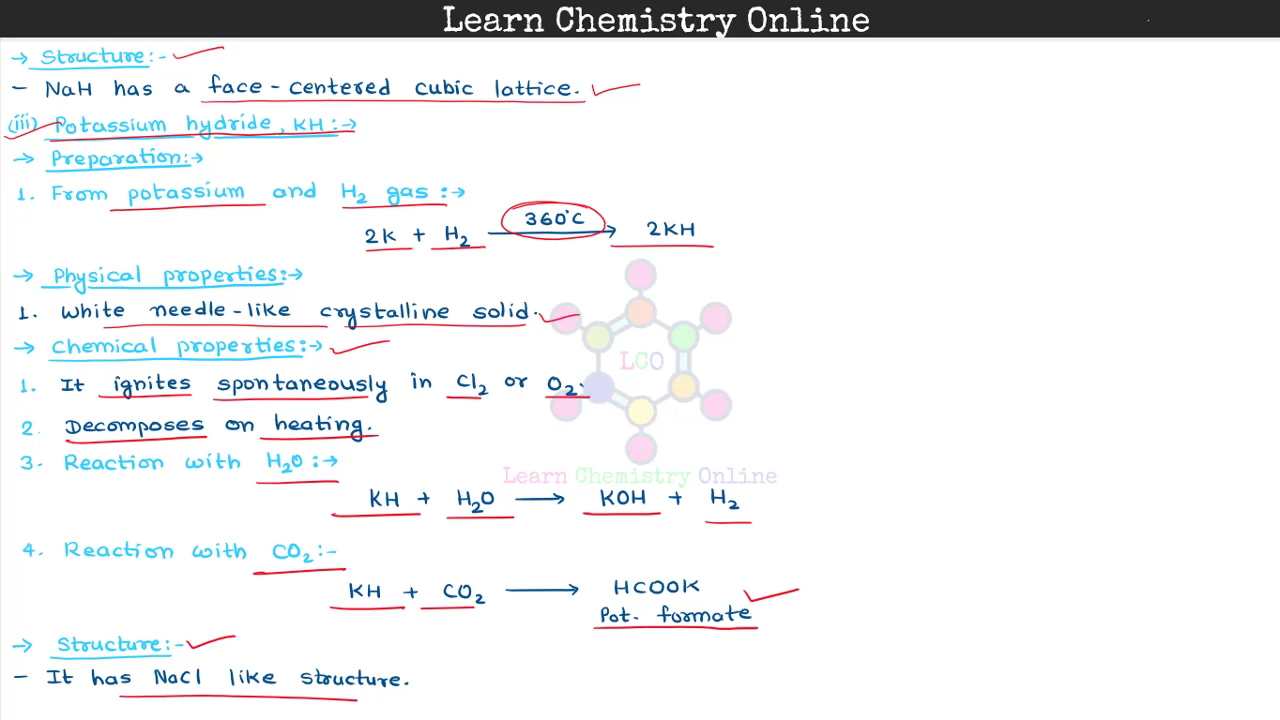 Learn Chemistry Online
→ Structure:-
- NaH has a face-centered cubic lattice.
(iii) Potassium hydride, KH:→
→ Preparation:→
1. From potassium and H₂ gas:→
2K + H₂ 360°C → 2KH
→ Physical properties:→
1. White needle-like crystalline solid.
→ Chemical properties:→
1. It ignites spontaneously in Cl₂ or O₂.
2. Decomposes on heating.
3. Reaction with H₂O:→
KH + H₂O → KOH + H₂
4. Reaction with CO₂:-
KH + CO₂ → HCOOK
Pot. formate
→ Structure:-
- It has NaCl like structure.
LCO
Learn Chemistry Online